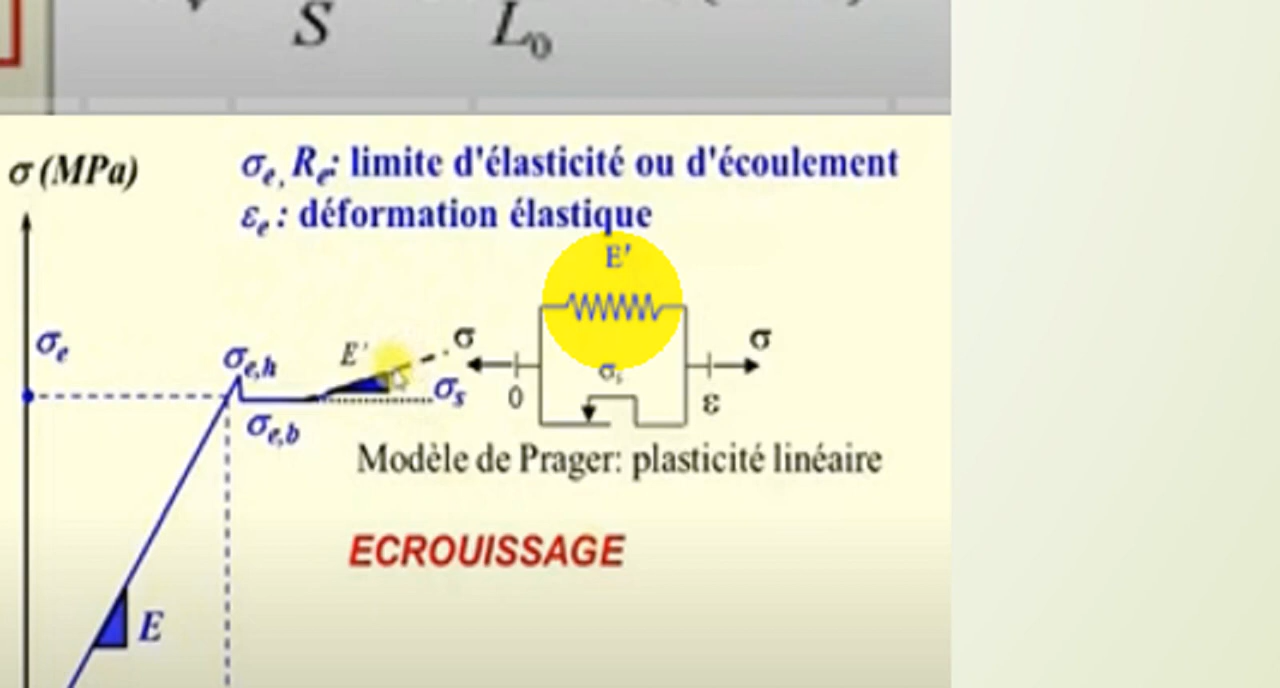 S L₀
σ (MPa)
σe, Re: limite d'élasticité ou d'écoulement
εe : déformation élastique
E'
σe
σe,h
E'
σ
σ
σs
σs
0
ε
σe,b
Modèle de Prager: plasticité linéaire
ECROUISSAGE
E